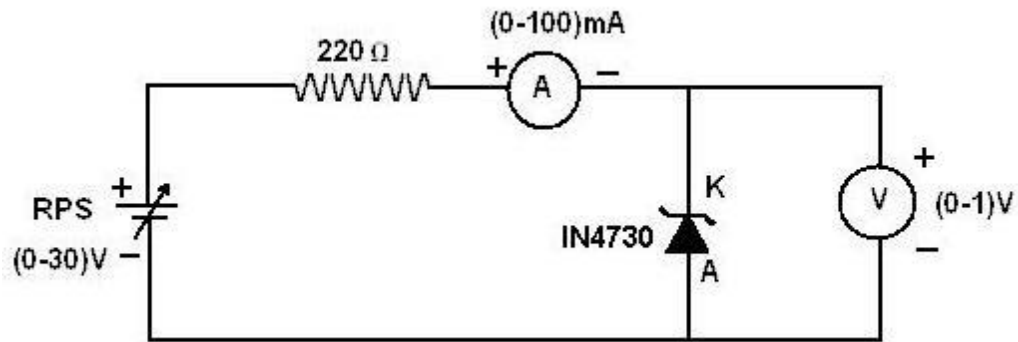 (0-100)mA
220 Ω
+
−
A
K
+
RPS
+
V
(0-1)V
IN4730
(0-30)V
−
A
−